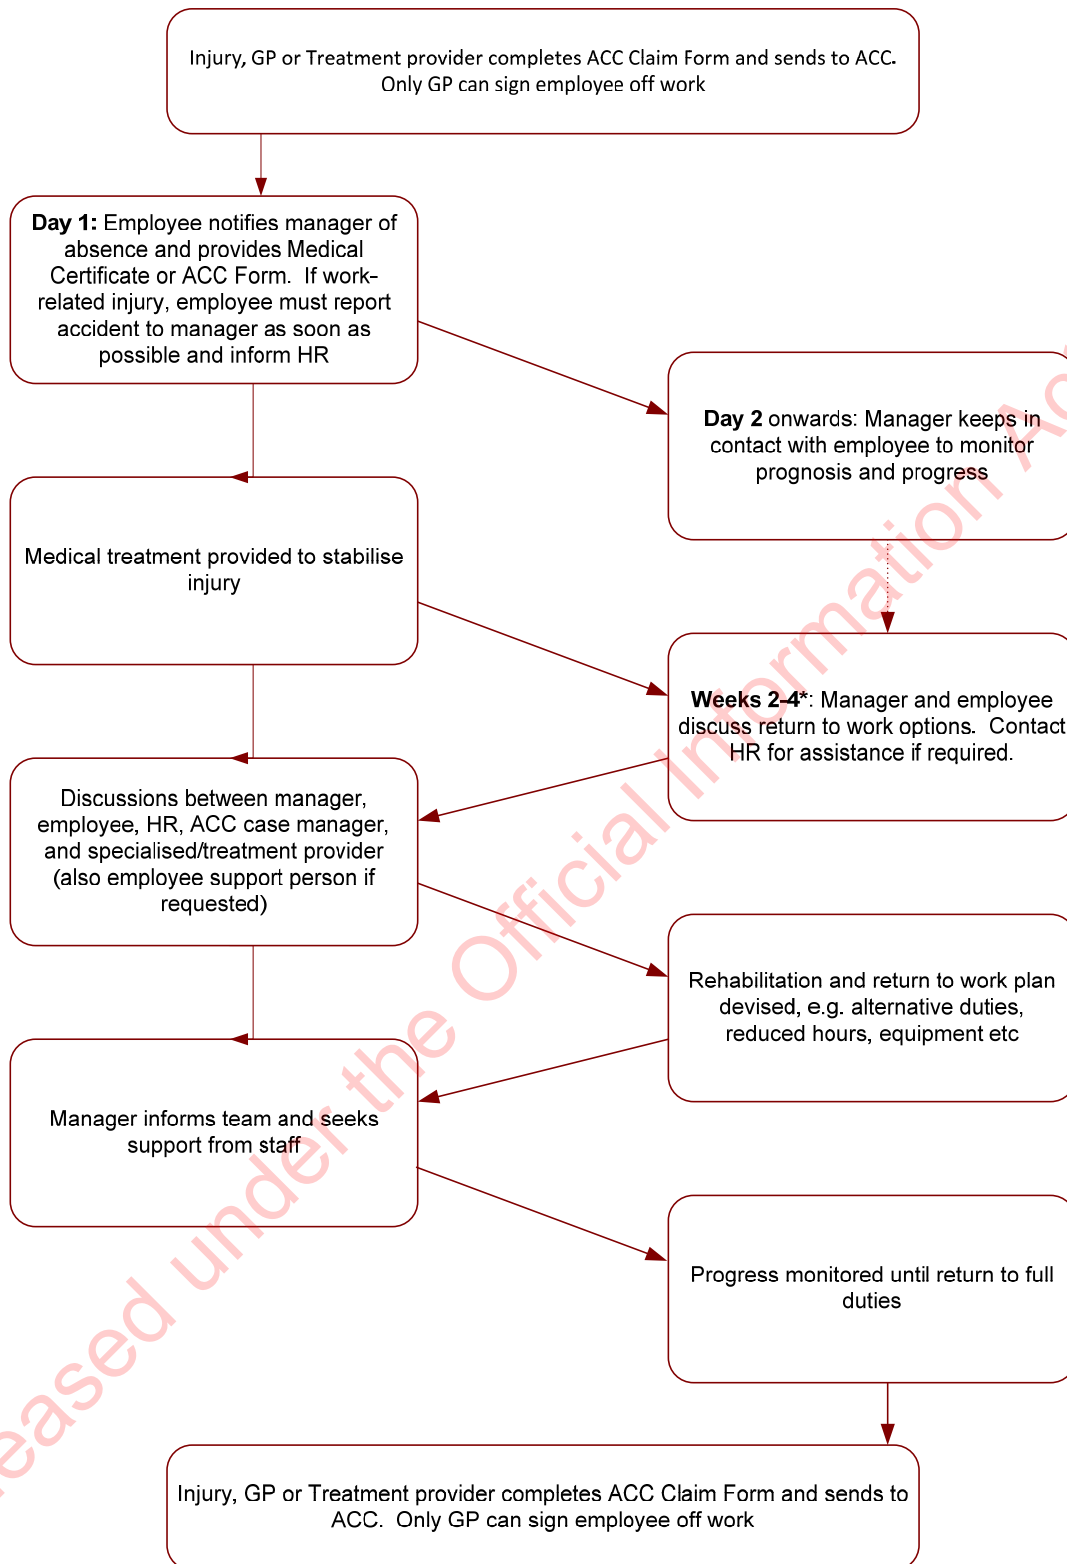 Injury, GP or Treatment provider completes ACC Claim Form and sends to ACC.
Only GP can sign employee off work
Day 1: Employee notifies manager of
absence and provides Medical
Certificate or ACC Form. If work-
related injury, employee must report
accident to manager as soon as
possible and inform HR
Day 2 onwards: Manager keeps in
contact with employee to monitor
prognosis and progress
Medical treatment provided to stabilise
injury
Weeks 2-4*: Manager and employee
discuss return to work options. Contact
HR for assistance if required.
Discussions between manager,
employee, HR, ACC case manager,
and specialised/treatment provider
(also employee support person if
requested)
Rehabilitation and return to work plan
devised, e.g. alternative duties,
reduced hours, equipment etc
Manager informs team and seeks
support from staff
Progress monitored until return to full
duties
Injury, GP or Treatment provider completes ACC Claim Form and sends to
ACC. Only GP can sign employee off work
eased under the Official Information Ac